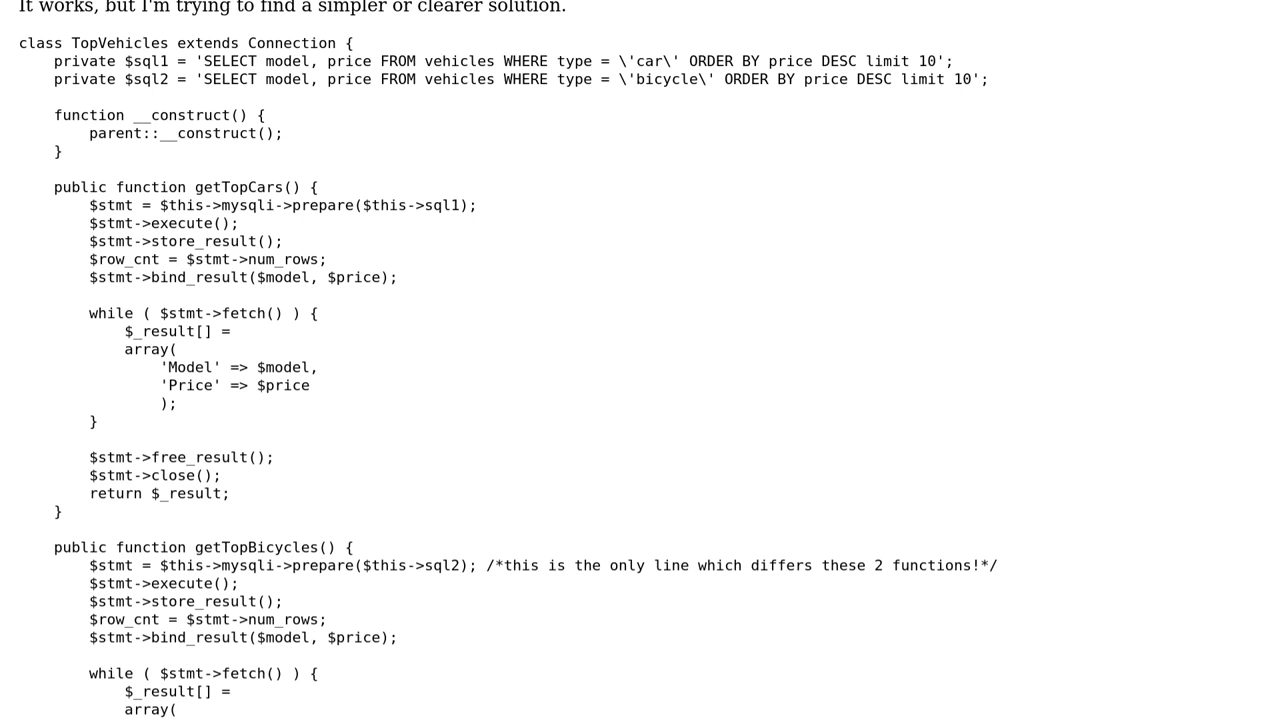 It works, but I'm trying to find a simpler or clearer solution.
class TopVehicles extends Connection {
    private $sql1 = 'SELECT model, price FROM vehicles WHERE type = \'car\' ORDER BY price DESC limit 10';
    private $sql2 = 'SELECT model, price FROM vehicles WHERE type = \'bicycle\' ORDER BY price DESC limit 10';
    function __construct() {
        parent::__construct();
    }
    public function getTopCars() {
        $stmt = $this->mysqli->prepare($this->sql1);
        $stmt->execute();
        $stmt->store_result();
        $row_cnt = $stmt->num_rows;
        $stmt->bind_result($model, $price);
        while ( $stmt->fetch() ) {
            $_result[] =
            array(
                'Model' => $model,
                'Price' => $price
                );
        }
        $stmt->free_result();
        $stmt->close();
        return $_result;
    }
    public function getTopBicycles() {
        $stmt = $this->mysqli->prepare($this->sql2); /*this is the only line which differs these 2 functions!*/
        $stmt->execute();
        $stmt->store_result();
        $row_cnt = $stmt->num_rows;
        $stmt->bind_result($model, $price);
        while ( $stmt->fetch() ) {
            $_result[] =
            array(